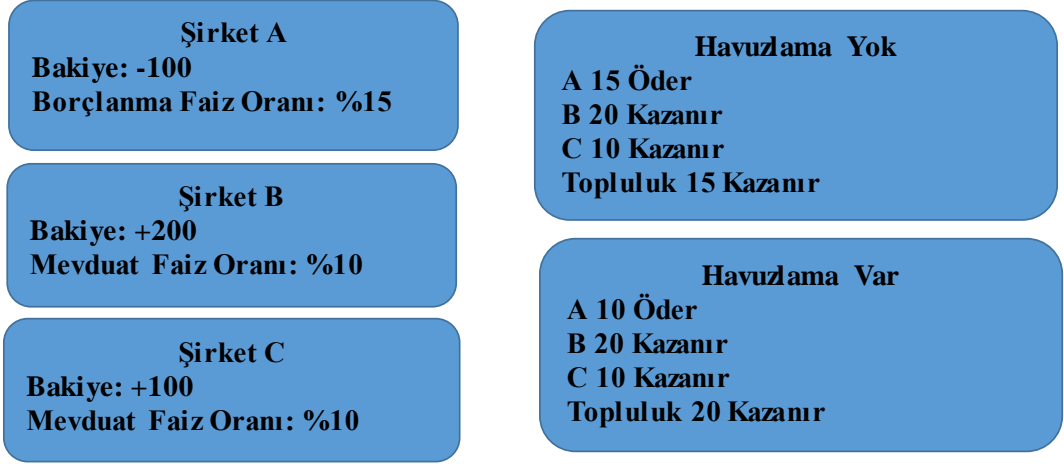 Şirket A
Bakiye: -100
Borçlanma Faiz Oranı: %15
Şirket B
Bakiye: +200
Mevduat Faiz Oranı: %10
Şirket C
Bakiye: +100
Mevduat Faiz Oranı: %10
Havuzlama Yok
A 15 Öder
B 20 Kazanır
C 10 Kazanır
Topluluk 15 Kazanır
Havuzlama Var
A 10 Öder
B 20 Kazanır
C 10 Kazanır
Topluluk 20 Kazanır